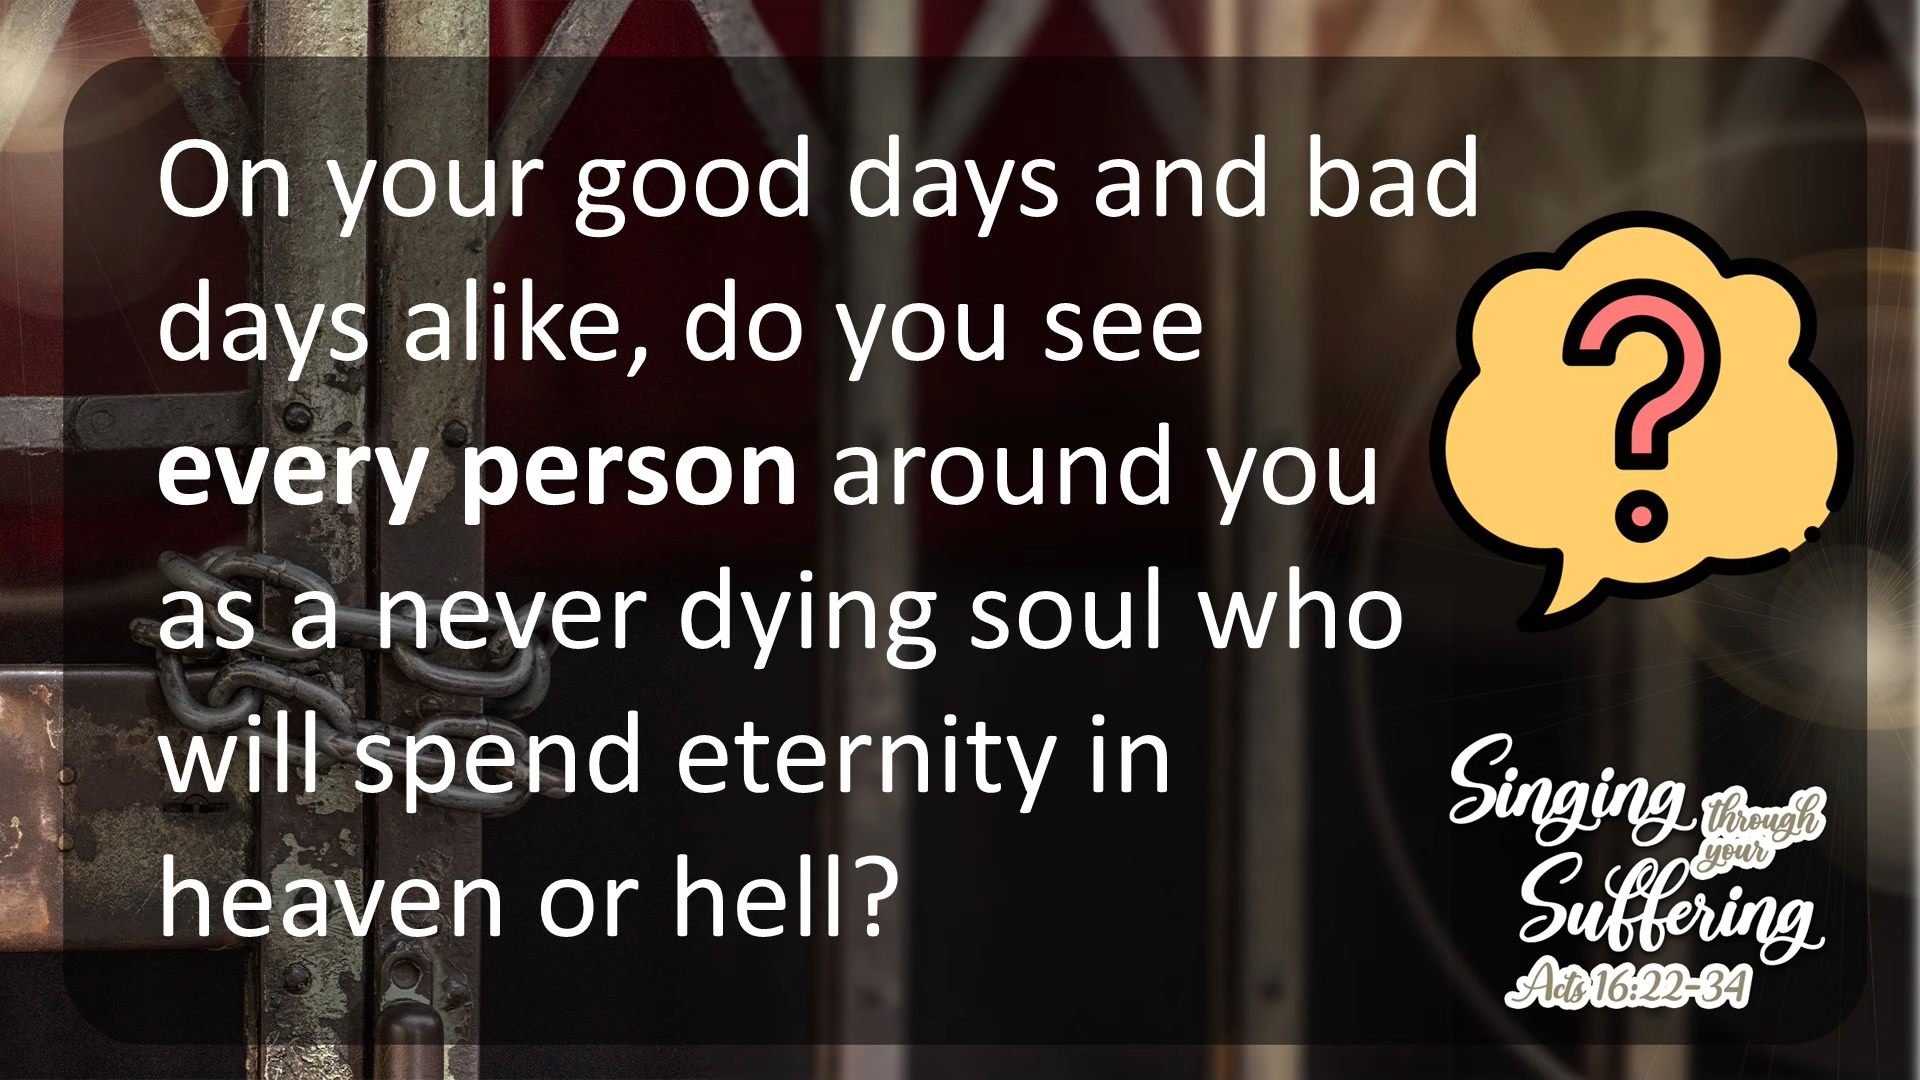 On your good days and bad
days alike, do you see
every person around you
as a never dying soul who
will spend eternity in
heaven or hell?
?
Singing through
your
Suffering
Acts 16:22-34